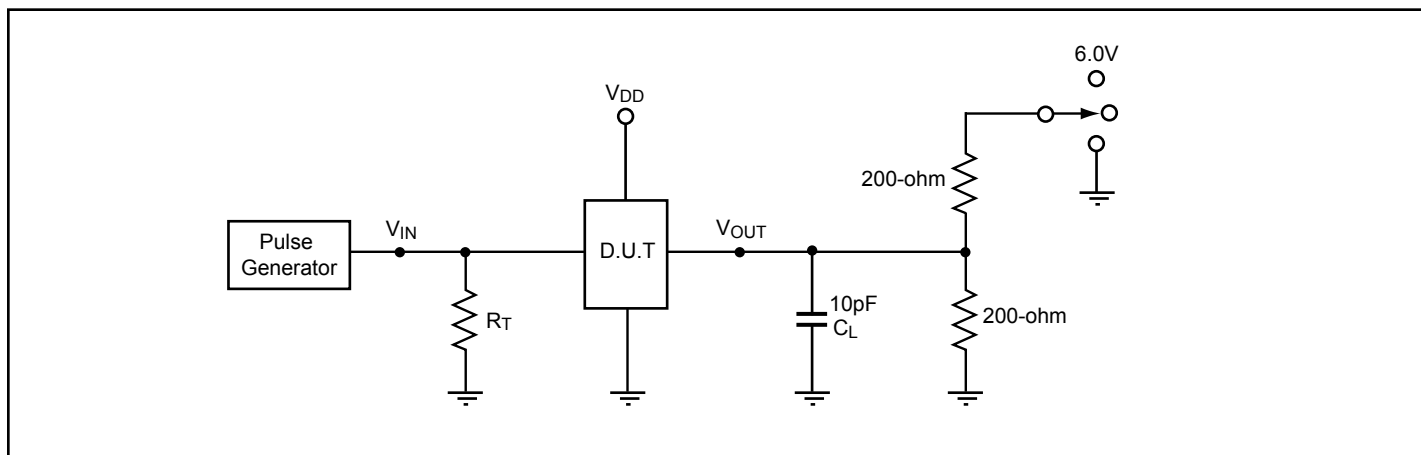 6.0V
VDD
200-ohm
VIN
VOUT
Pulse
Generator
D.U.T
10pF
CL
200-ohm
RT